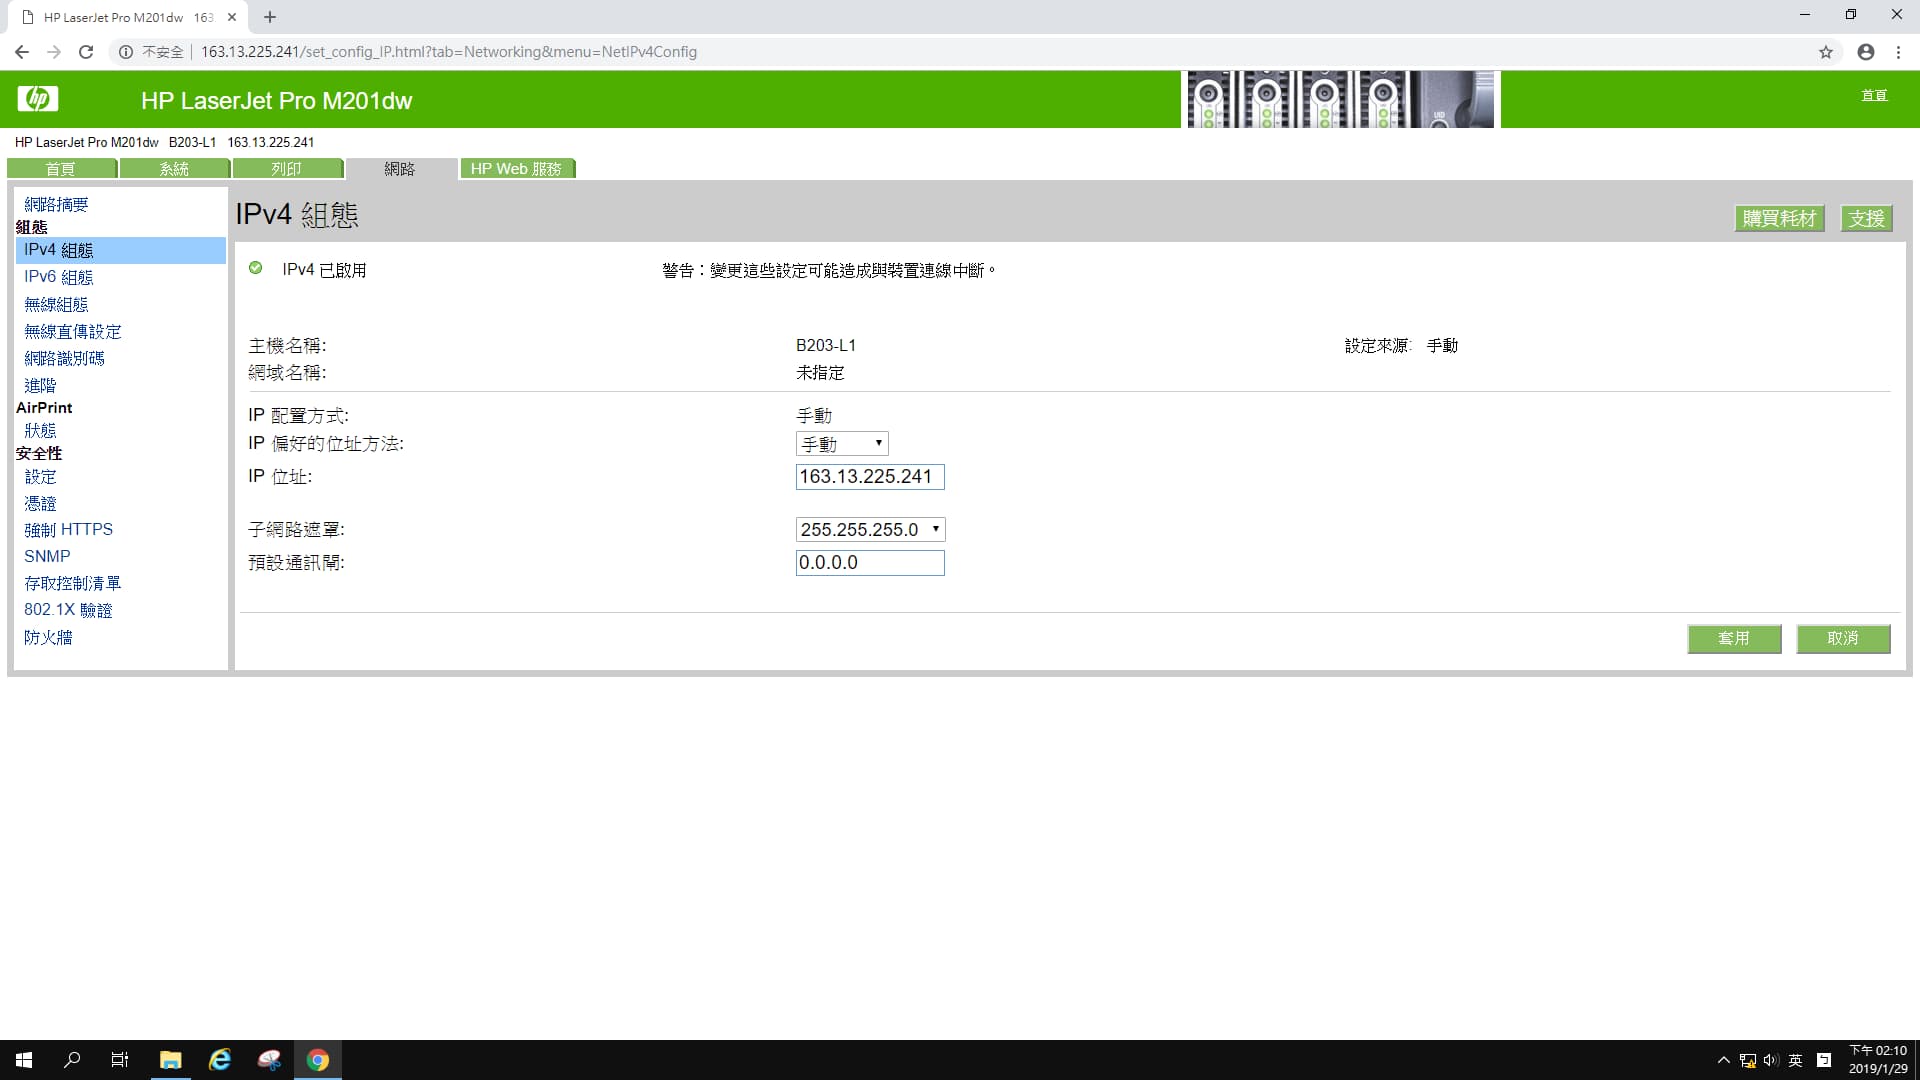 HP LaserJet Pro M201dw 163
不安全 163.13.225.241/set_config_IP.html?tab=Networking&menu=NetIPv4Config
hp HP LaserJet Pro M201dw UID 首頁
HP LaserJet Pro M201dw B203-L1 163.13.225.241
首頁 系統 列印 網路 HP Web 服務
網路摘要
組態
IPv4 組態
IPv6 組態
無線組態
無線直傳設定
網路識別碼
進階
AirPrint
狀態
安全性
設定
憑證
強制 HTTPS
SNMP
存取控制清單
802.1X 驗證
防火牆
IPv4 組態 購買耗材 支援
IPv4 已啟用 警告：變更這些設定可能造成與裝置連線中斷。
主機名稱: B203-L1 設定來源: 手動
網域名稱: 未指定
IP 配置方式: 手動
IP 偏好的位址方法: 手動
IP 位址: 163.13.225.241
子網路遮罩: 255.255.255.0
預設通訊閘: 0.0.0.0
套用 取消
英
下午 02:10
2019/1/29